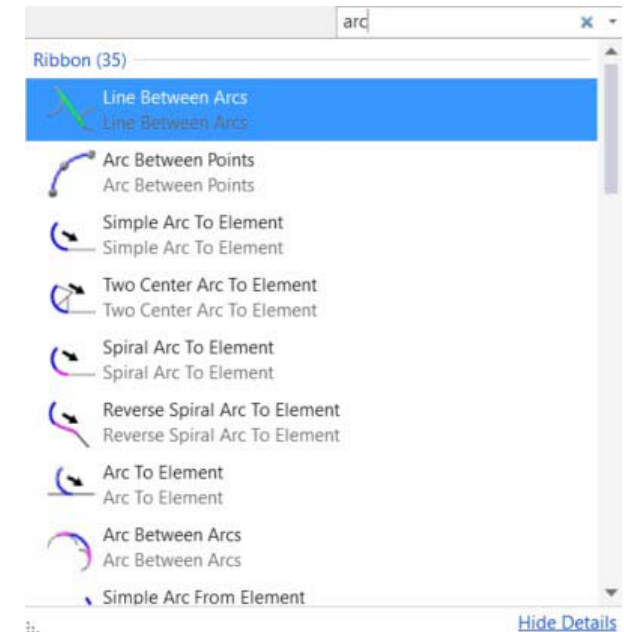 arc
Ribbon (35)
Line Between Arcs
Line Between Arcs
Arc Between Points
Arc Between Points
Simple Arc To Element
Simple Arc To Element
Two Center Arc To Element
Two Center Arc To Element
Spiral Arc To Element
Spiral Arc To Element
Reverse Spiral Arc To Element
Reverse Spiral Arc To Element
Arc To Element
Arc To Element
Arc Between Arcs
Arc Between Arcs
Simple Arc From Element
Hide Details